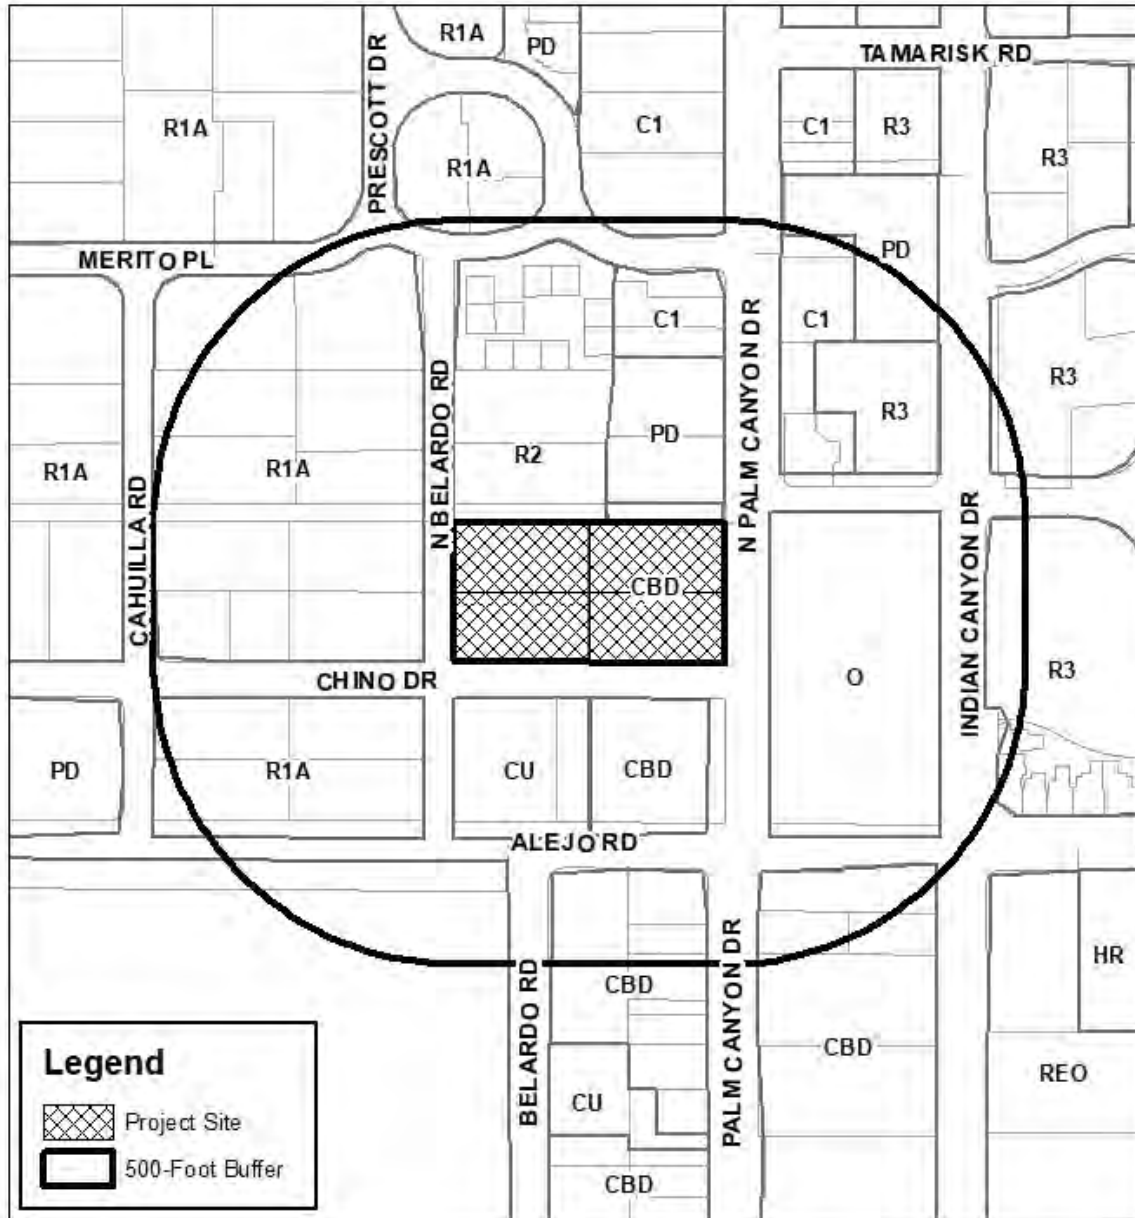 R1A
PD
TAMARISK RD
PRESCOTT DR
R1A
C1
C1
R3
R3
R1A
PD
MERITO PL
C1
C1
N PALM CANYON DR
R3
R3
N BELARDO RD
PD
R2
R1A
R1A
CAHUILLA RD
INDIAN CANYON DR
CBD
CHINO DR
O
R3
PD
R1A
CU
CBD
ALEJO RD
HR
BELARDO RD
PALM CANYON DR
CBD
CBD
REO
CU
CBD
Legend
Project Site
500-Foot Buffer